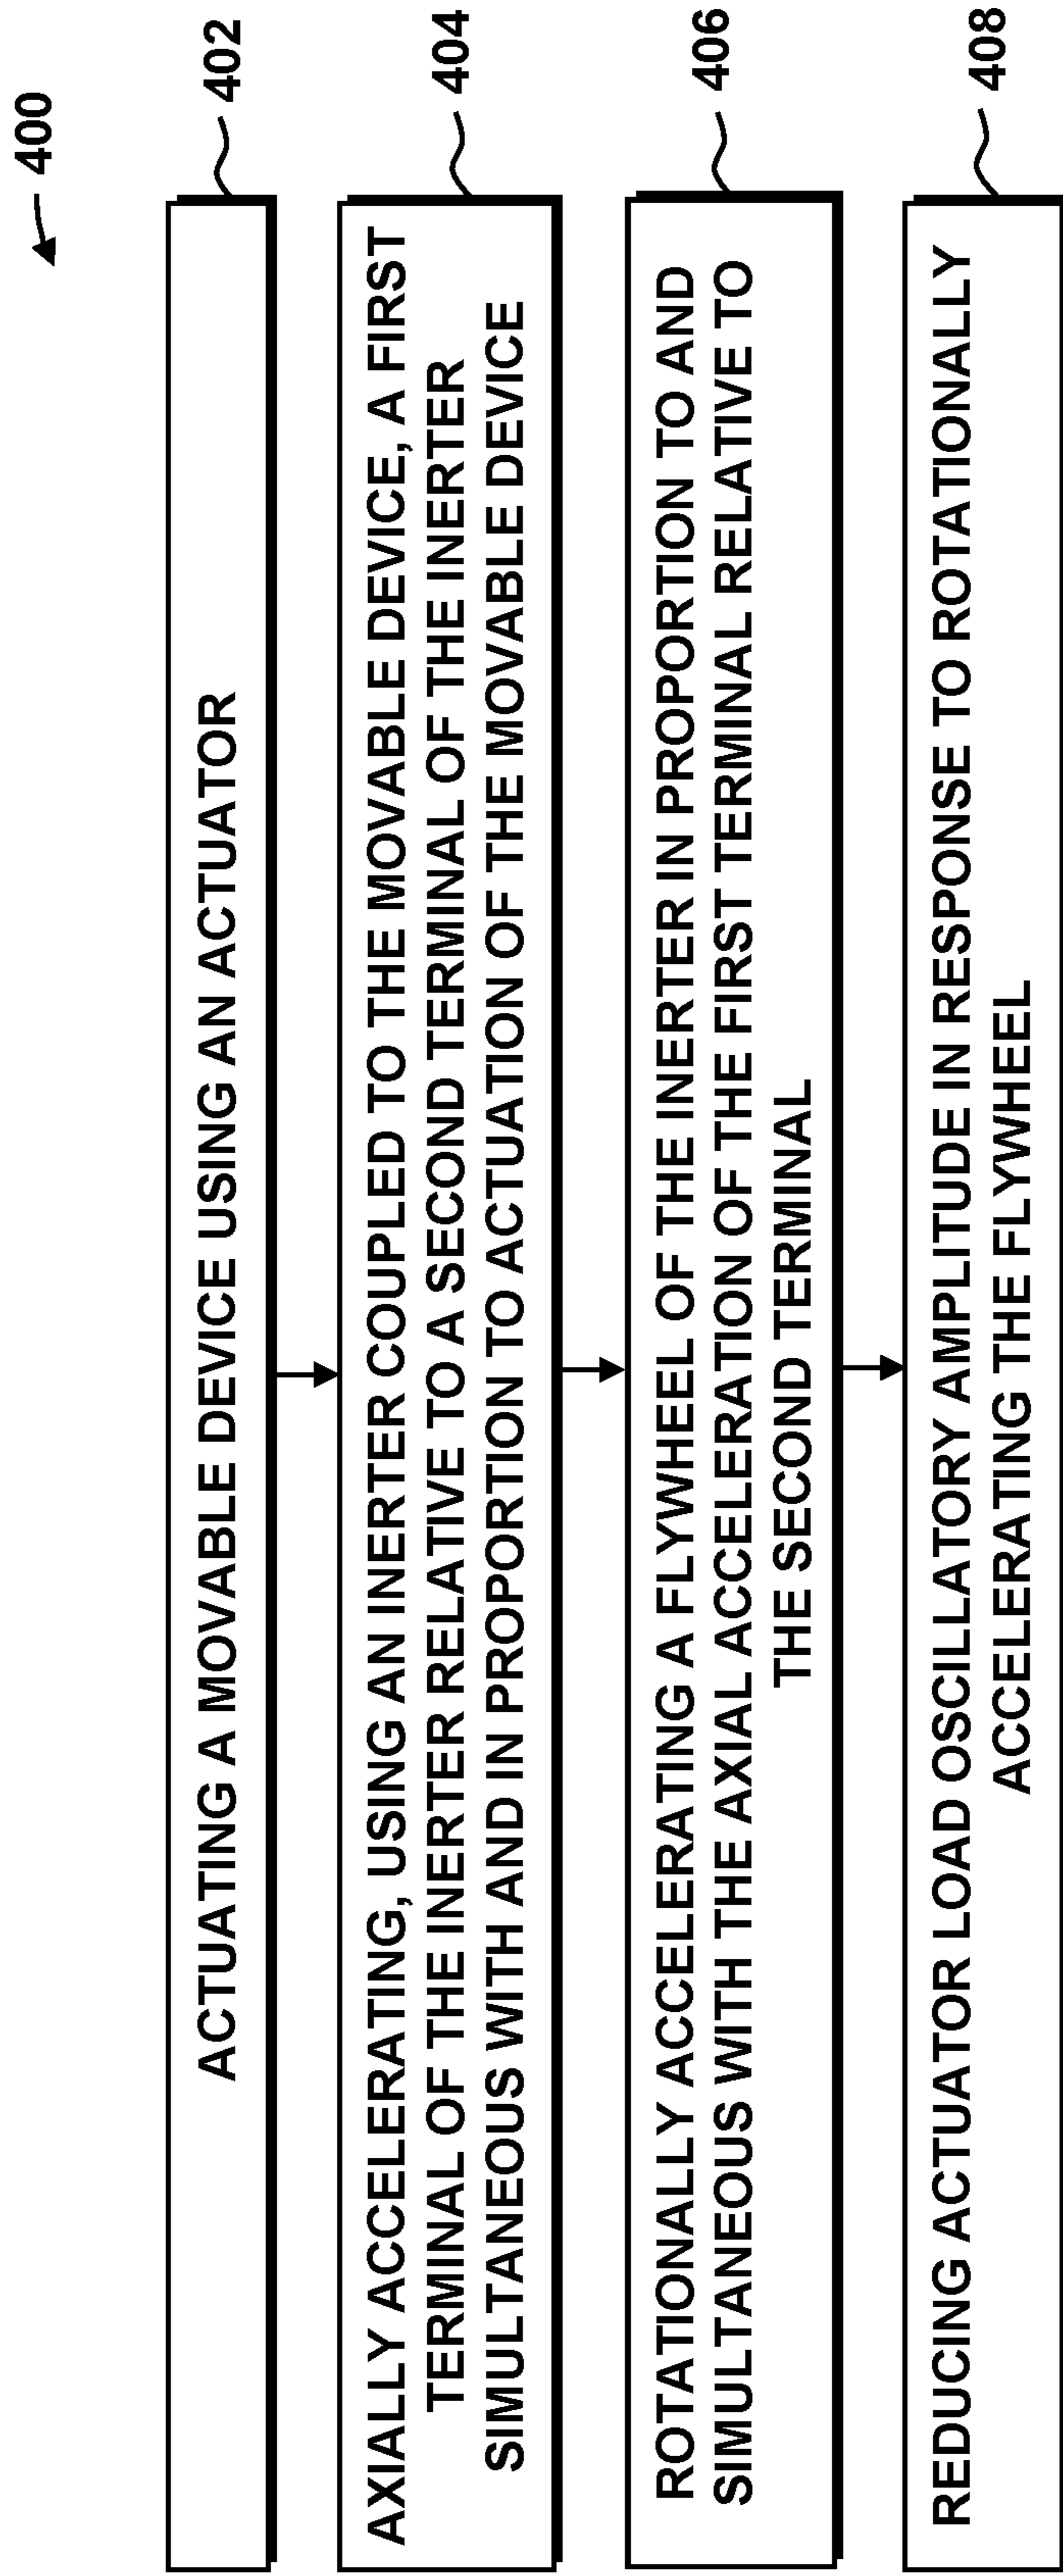 400
ACTUATING A MOVABLE DEVICE USING AN ACTUATOR
402
AXIALLY ACCELERATING, USING AN INERTER COUPLED TO THE MOVABLE DEVICE, A FIRST
TERMINAL OF THE INERTER RELATIVE TO A SECOND TERMINAL OF THE INERTER
SIMULTANEOUS WITH AND IN PROPORTION TO ACTUATION OF THE MOVABLE DEVICE
404
ROTATIONALLY ACCELERATING A FLYWHEEL OF THE INERTER IN PROPORTION TO AND
SIMULTANEOUS WITH THE AXIAL ACCELERATION OF THE FIRST TERMINAL RELATIVE TO
THE SECOND TERMINAL
406
REDUCING ACTUATOR LOAD OSCILLATORY AMPLITUDE IN RESPONSE TO ROTATIONALLY
ACCELERATING THE FLYWHEEL
408